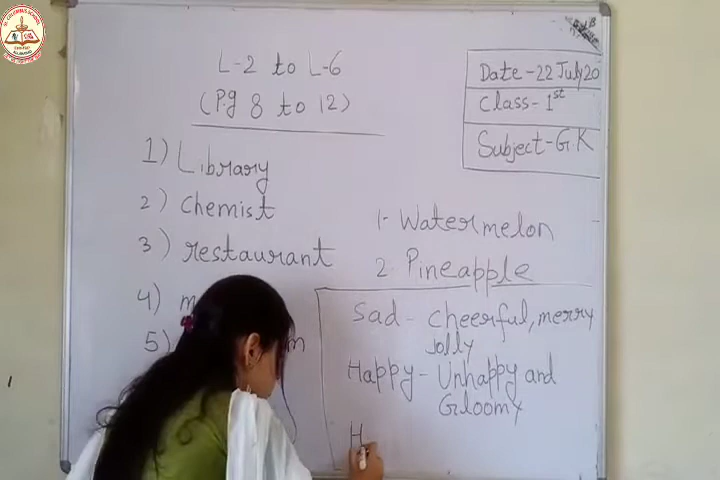 L-2 to L-6
(Pg 8 to 12)
Date - 22 July 20
Class - 1st
Subject - G.K
1) Library
2) Chemist
3) restaurant
4)
5)
1. Watermelon
2 Pineapple
Sad - Cheerful, merry
Jolly
Happy - Unhappy and
Gloomy
H